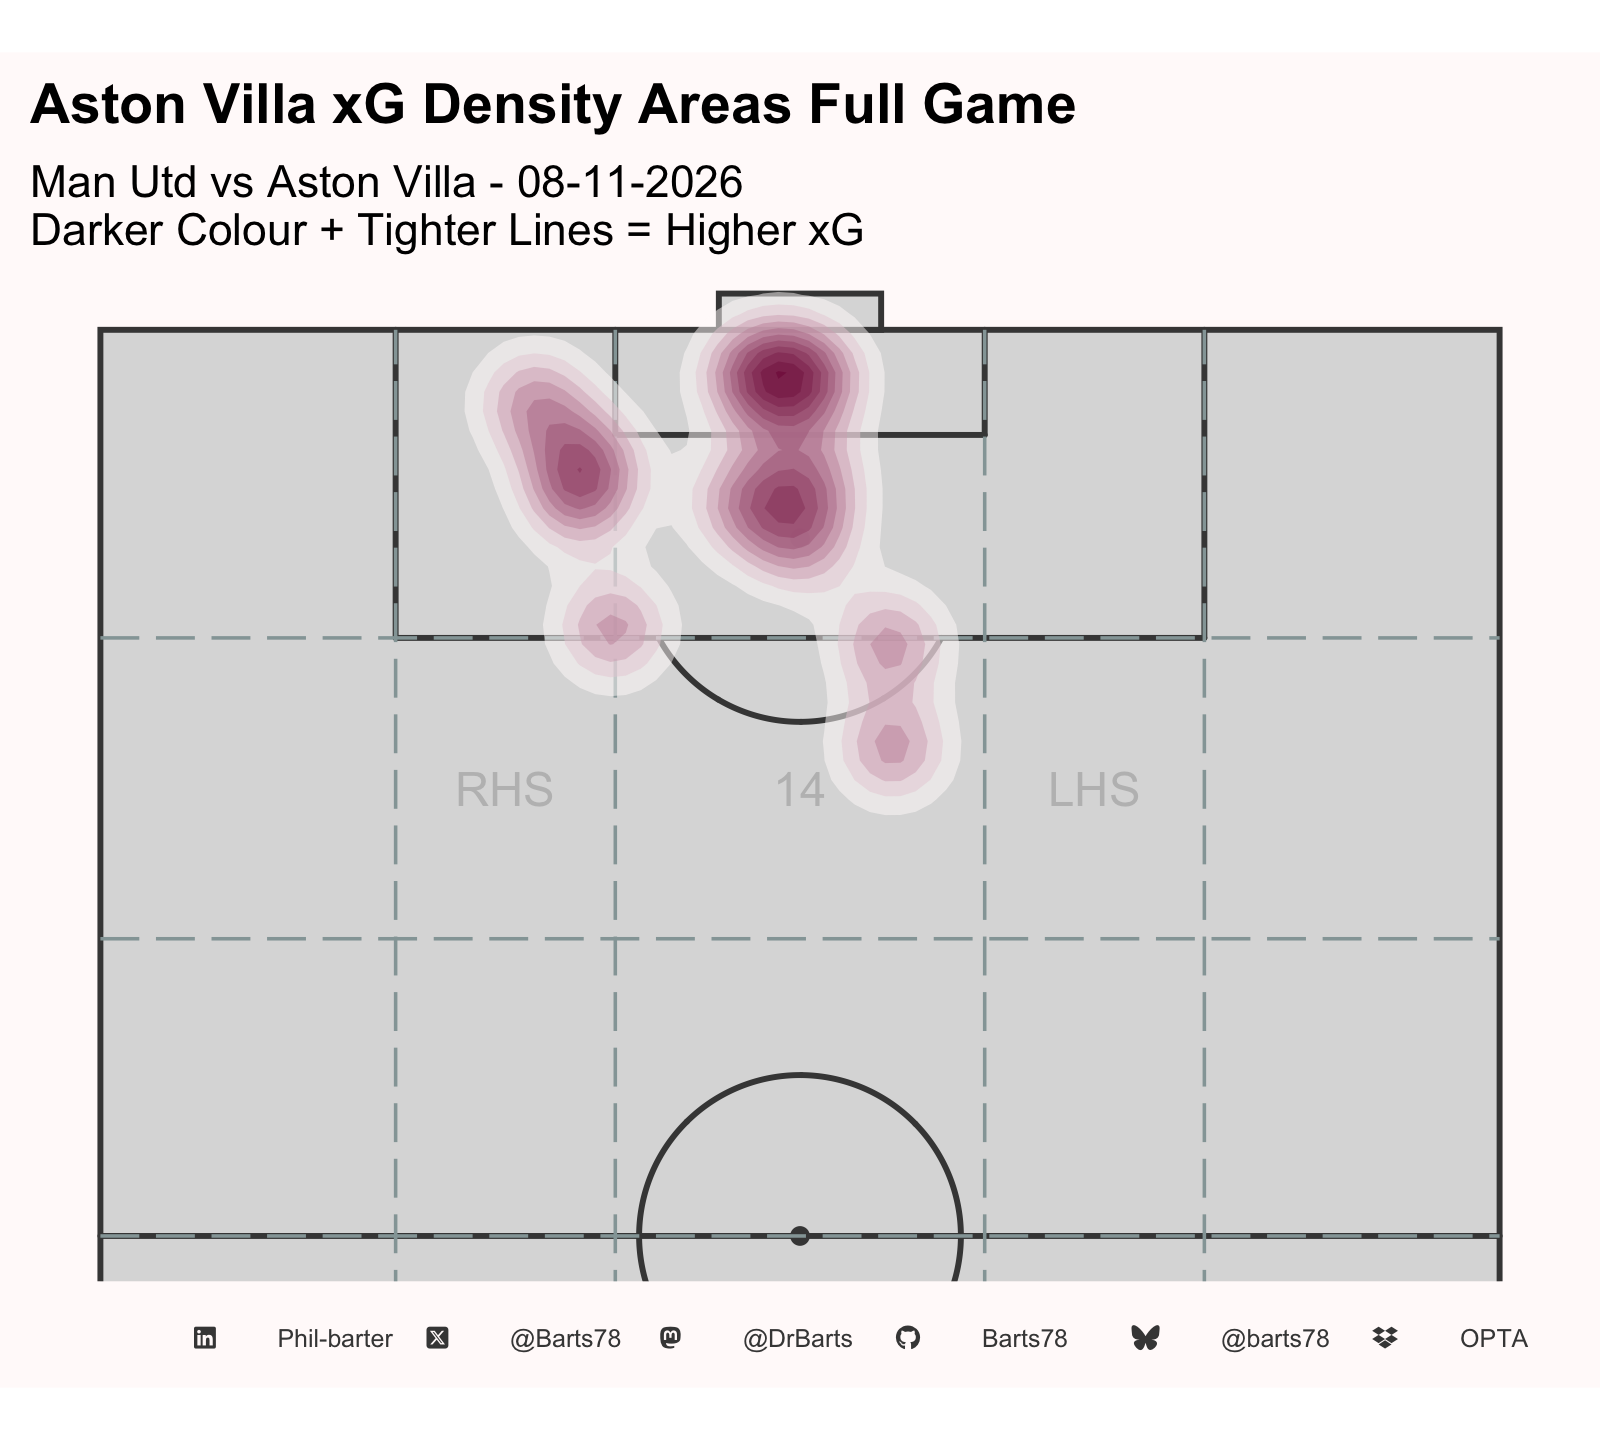 Aston Villa xG Density Areas Full Game
Man Utd vs Aston Villa - 08-11-2026
Darker Colour + Tighter Lines = Higher xG
RHS 14 LHS
Phil-barter @Barts78 @DrBarts Barts78 @barts78 OPTA